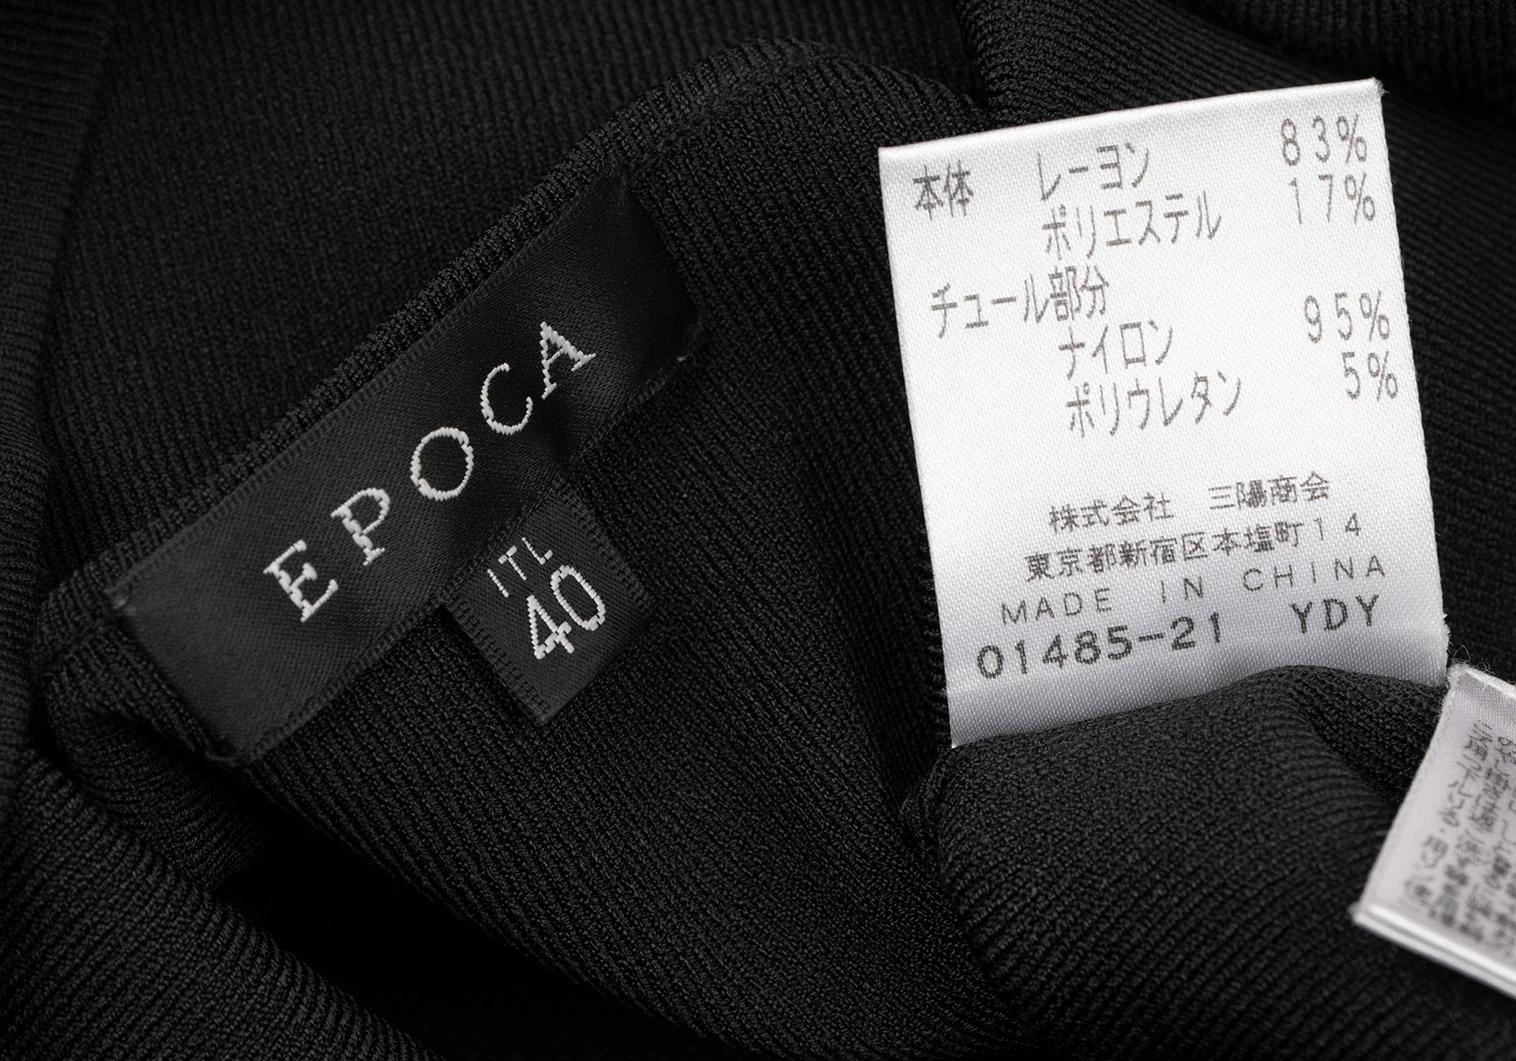 EPOCA
ITL
40
本体 レーヨン 83%
ポリエステル 17%
チュール部分
ナイロン 95%
ポリウレタン 5%
株式会社 三陽商会
東京都新宿区本塩町14
MADE IN CHINA
01485-21 YDY